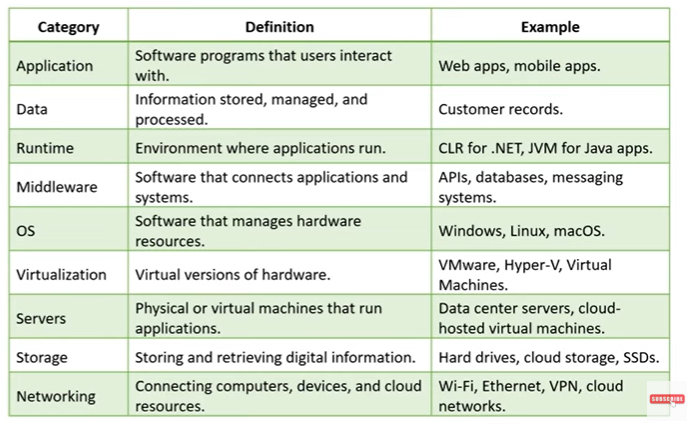 Category Definition Example
Application
Software programs that users interact
with.
Web apps, mobile apps.
Data
Information stored, managed, and
processed.
Customer records.
Runtime
Environment where applications run.
CLR for .NET, JVM for Java apps.
Middleware
Software that connects applications and
systems.
APIs, databases, messaging
systems.
OS
Software that manages hardware
resources.
Windows, Linux, macOS.
Virtualization
Virtual versions of hardware.
VMware, Hyper-V, Virtual
Machines.
Servers
Physical or virtual machines that run
applications.
Data center servers, cloud-
hosted virtual machines.
Storage
Storing and retrieving digital information.
Hard drives, cloud storage, SSDs.
Networking
Connecting computers, devices, and cloud
resources.
Wi-Fi, Ethernet, VPN, cloud
networks.
SUBSCRIBE